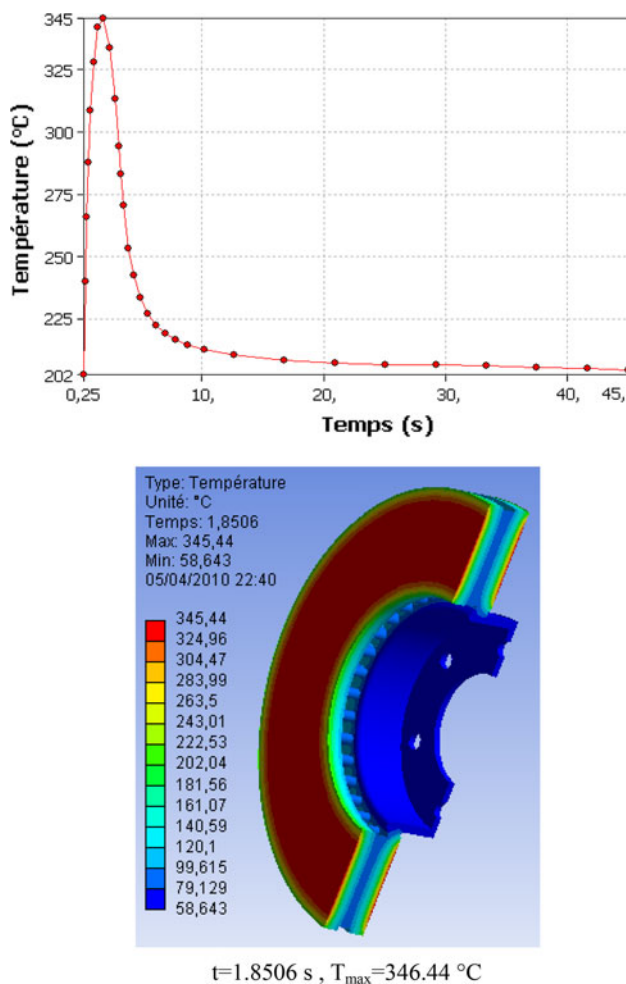 345
325
300
275
250
225
202
Température (°C)
0,25 10, 20, 30, 40, 45,
Temps (s)
Type: Température
Unité: °C
Temps: 1,8506
Max: 345,44
Min: 58,643
05/04/2010 22:40
345,44
324,96
304,47
283,99
263,5
243,01
222,53
202,04
181,56
161,07
140,59
120,1
99,615
79,129
58,643
t=1.8506 s , Tmax=346.44 °C